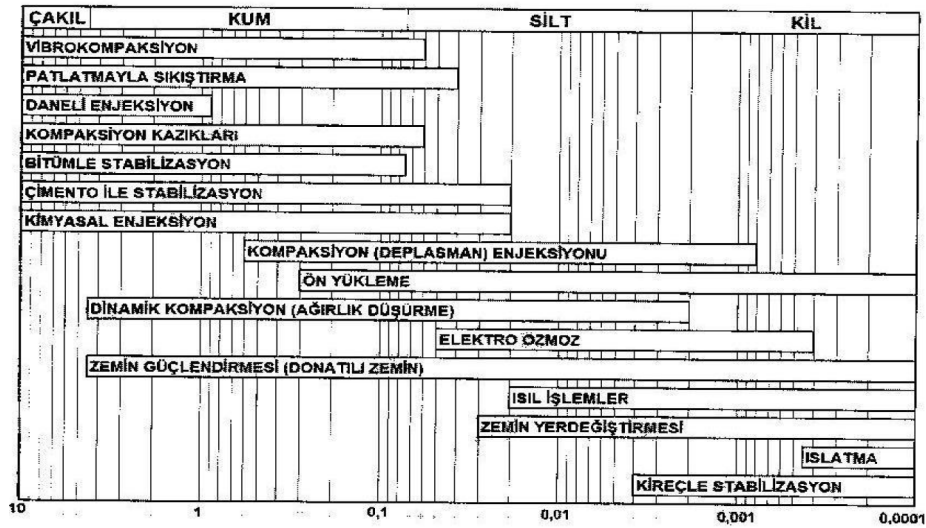 ÇAKIL KUM SİLT KİL
VİBROKOMPAKSİYON
PATLATMAYLA SIKIŞTIRMA
DANELİ ENJEKSİYON
KOMPAKSİYON KAZIKLARI
BİTÜMLE STABİLİZASYON
ÇİMENTO İLE STABİLİZASYON
KİMYASAL ENJEKSİYON
KOMPAKSİYON (DEPLASMAN) ENJEKSİYONU
ÖN YÜKLEME
DİNAMİK KOMPAKSİYON (AĞIRLIK DÜŞÜRME)
ELEKTRO ÖZMOZ
ZEMİN GÜÇLENDİRMESİ (DONATILI ZEMİN)
ISIL İŞLEMLER
ZEMİN YERDEĞİŞTİRMESİ
ISLATMA
KİREÇLE STABİLİZASYON
10 1 0,1 0,01 0,001 0,0001